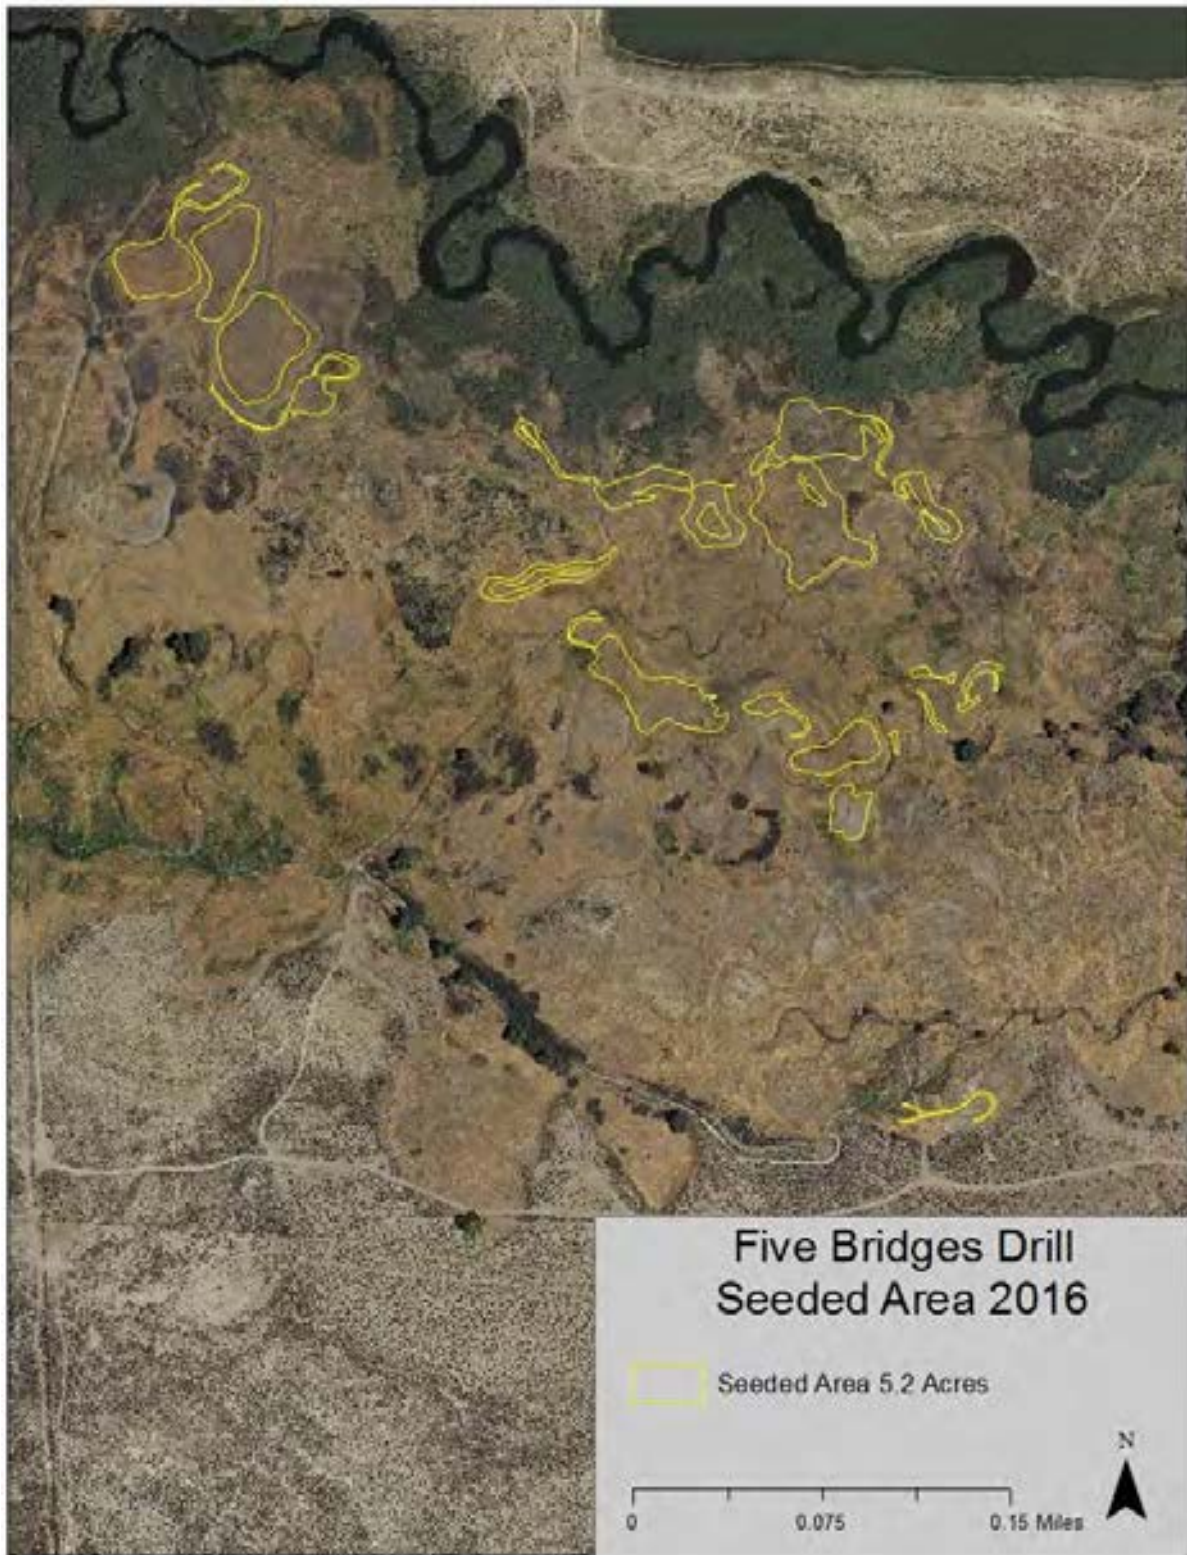 Five Bridges Drill
Seeded Area 2016
Seeded Area 5.2 Acres
N
0 0.075 0.15 Miles